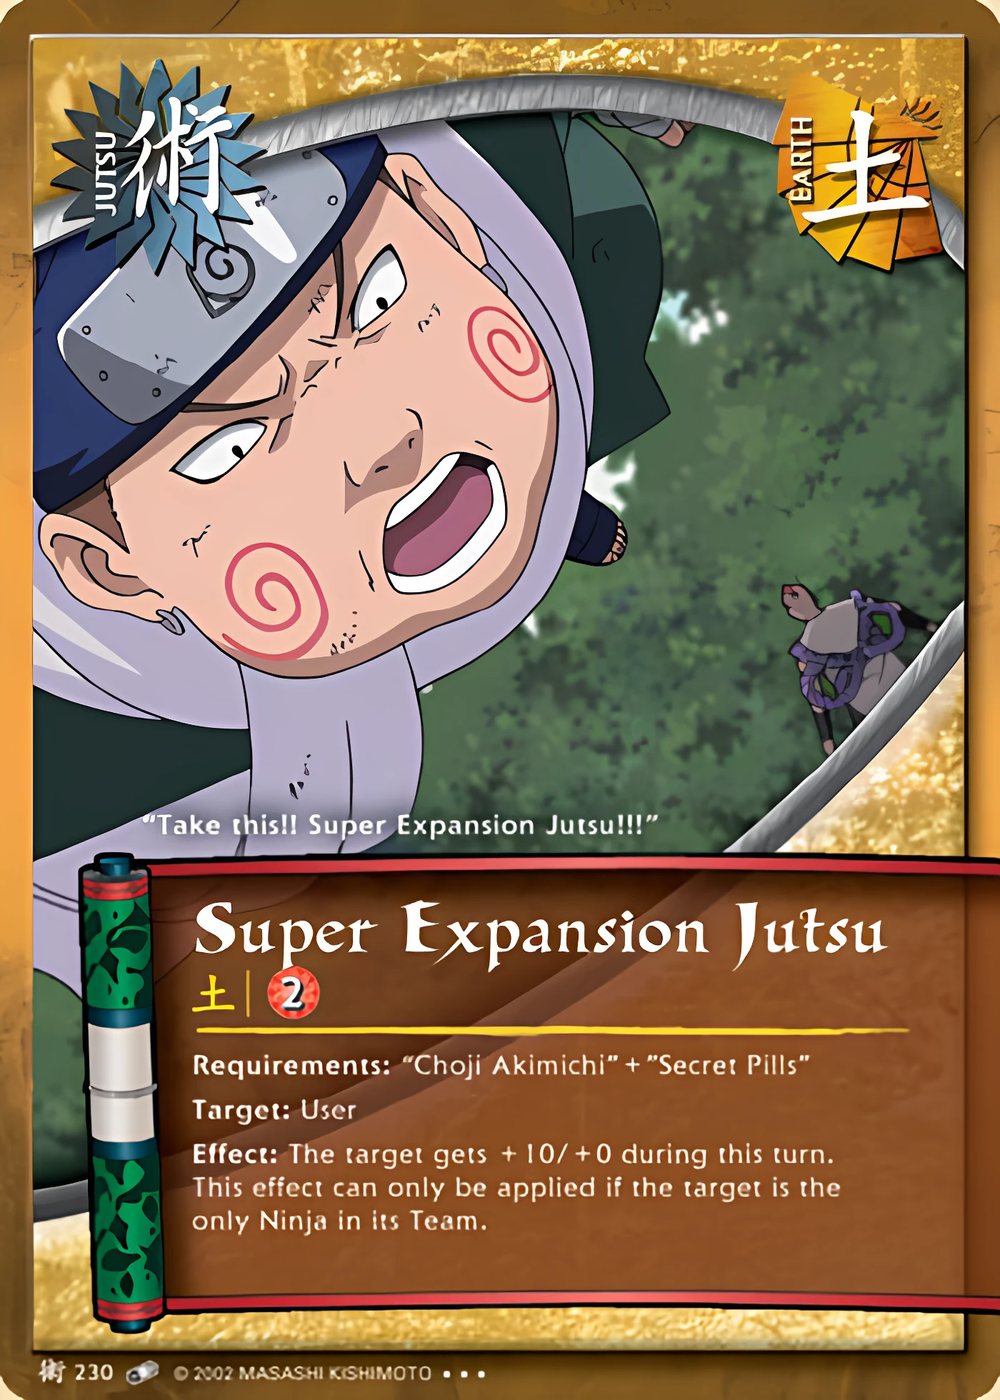 JUTSU
術
EARTH
土
"Take this!! Super Expansion Jutsu!!!"
Super Expansion Jutsu
土 | 2
Requirements: "Choji Akimichi" + "Secret Pills"
Target: User
Effect: The target gets +10/+0 during this turn.
This effect can only be applied if the target is the
only Ninja in its Team.
術 230 © 2002 MASASHI KISHIMOTO